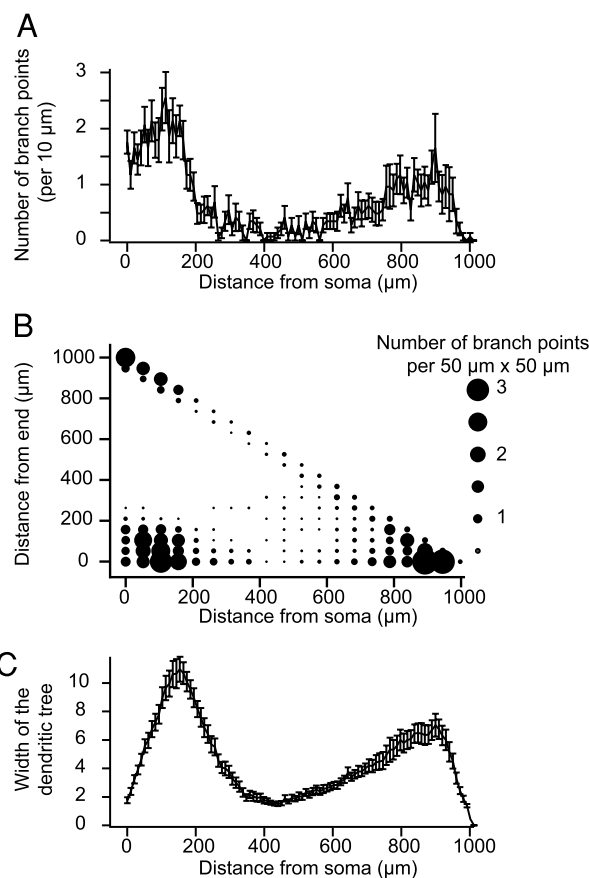 A
Number of branch points
(per 10 µm)
3
2
1
0
0 200 400 600 800 1000
Distance from soma (µm)
B
Number of branch points
per 50 µm x 50 µm
3
2
1
Distance from end (µm)
1000
800
600
400
200
0
0 200 400 600 800 1000
Distance from soma (µm)
C
Width of the
dendritic tree
10
8
6
4
2
0
0 200 400 600 800 1000
Distance from soma (µm)